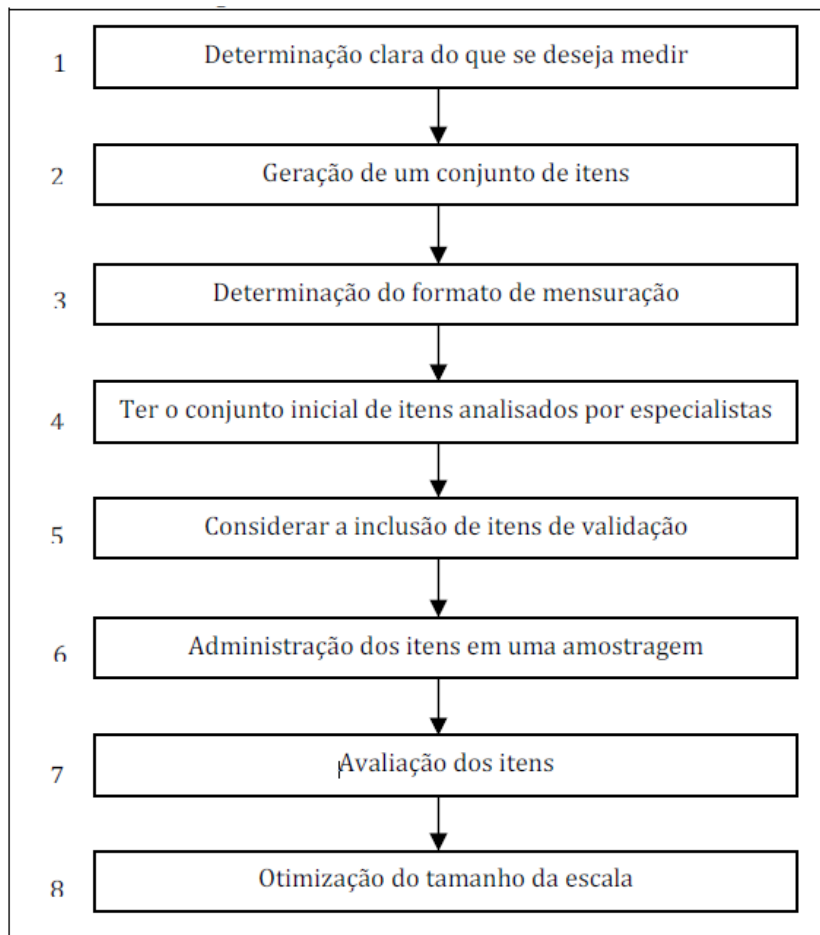 1 Determinação clara do que se deseja medir
2 Geração de um conjunto de itens
3 Determinação do formato de mensuração
4 Ter o conjunto inicial de itens analisados por especialistas
5 Considerar a inclusão de itens de validação
6 Administração dos itens em uma amostragem
7 Avaliação dos itens
8 Otimização do tamanho da escala